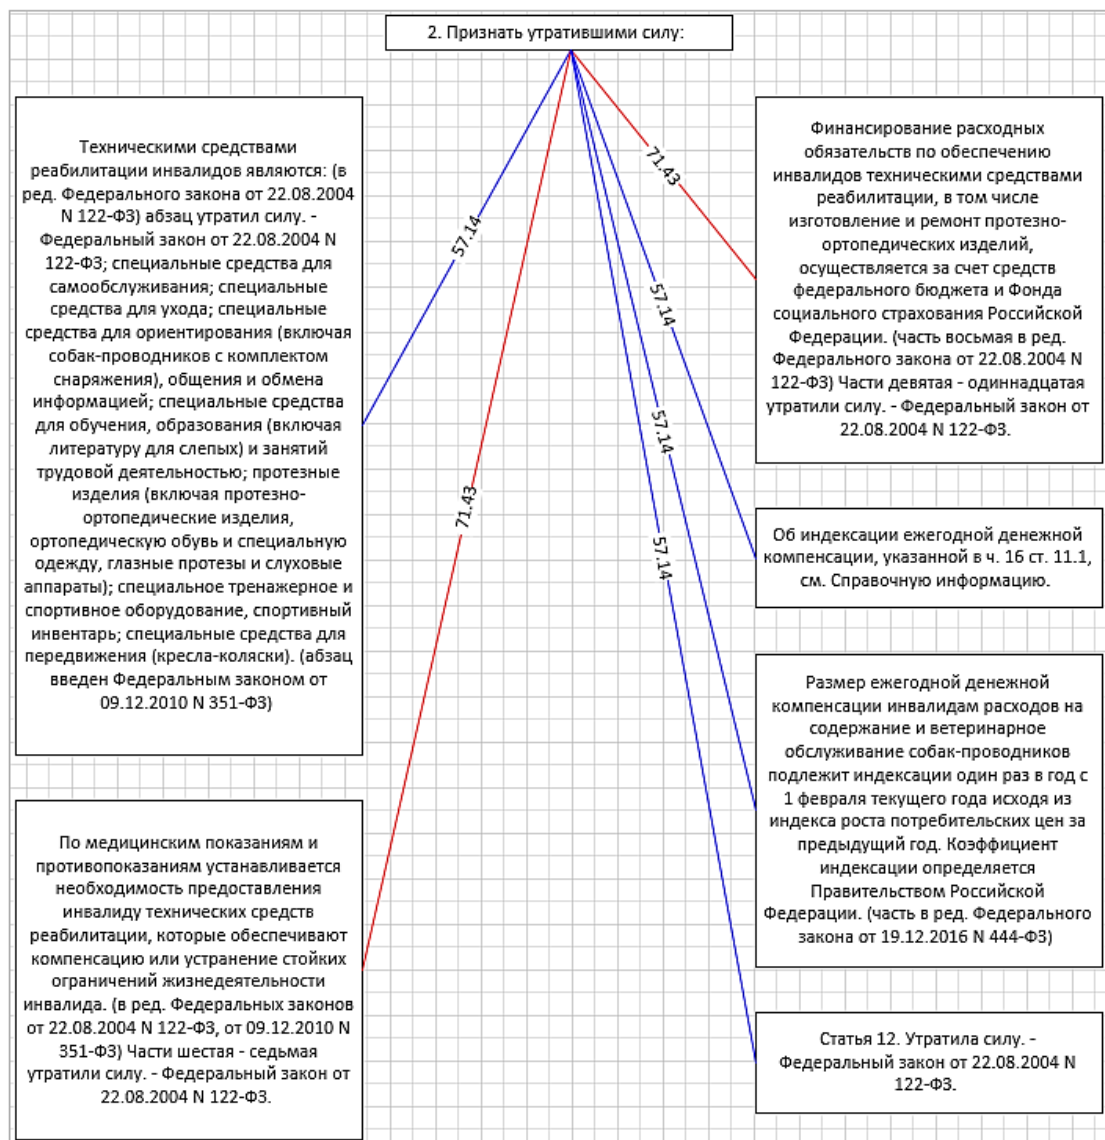 2. Признать утратившими силу:
Техническими средствами
реабилитации инвалидов являются: (в
ред. Федерального закона от 22.08.2004
N 122-ФЗ) абзац утратил силу. -
Федеральный закон от 22.08.2004 N
122-ФЗ; специальные средства для
самообслуживания; специальные
средства для ухода; специальные
средства для ориентирования (включая
собак-проводников с комплектом
снаряжения), общения и обмена
информацией; специальные средства
для обучения, образования (включая
литературу для слепых) и занятий
трудовой деятельностью; протезные
изделия (включая протезно-
ортопедические изделия,
ортопедическую обувь и специальную
одежду, глазные протезы и слуховые
аппараты); специальное тренажерное и
спортивное оборудование, спортивный
инвентарь; специальные средства для
передвижения (кресла-коляски). (абзац
введен Федеральным законом от
09.12.2010 N 351-ФЗ)
По медицинским показаниям и
противопоказаниям устанавливается
необходимость предоставления
инвалиду технических средств
реабилитации, которые обеспечивают
компенсацию или устранение стойких
ограничений жизнедеятельности
инвалида. (в ред. Федеральных законов
от 22.08.2004 N 122-ФЗ, от 09.12.2010 N
351-ФЗ) Части шестая - седьмая
утратили силу. - Федеральный закон от
22.08.2004 N 122-ФЗ.
57.14
71.43
71.43
57.14
57.14
57.14
Финансирование расходных
обязательств по обеспечению
инвалидов техническими средствами
реабилитации, в том числе
изготовление и ремонт протезно-
ортопедических изделий,
осуществляется за счет средств
федерального бюджета и Фонда
социального страхования Российской
Федерации. (часть восьмая в ред.
Федерального закона от 22.08.2004 N
122-ФЗ) Части девятая - одиннадцатая
утратили силу. - Федеральный закон от
22.08.2004 N 122-ФЗ.
Об индексации ежегодной денежной
компенсации, указанной в ч. 16 ст. 11.1,
см. Справочную информацию.
Размер ежегодной денежной
компенсации инвалидам расходов на
содержание и ветеринарное
обслуживание собак-проводников
подлежит индексации один раз в год с
1 февраля текущего года исходя из
индекса роста потребительских цен за
предыдущий год. Коэффициент
индексации определяется
Правительством Российской
Федерации. (часть в ред. Федерального
закона от 19.12.2016 N 444-ФЗ)
Статья 12. Утратила силу. -
Федеральный закон от 22.08.2004 N
122-ФЗ.